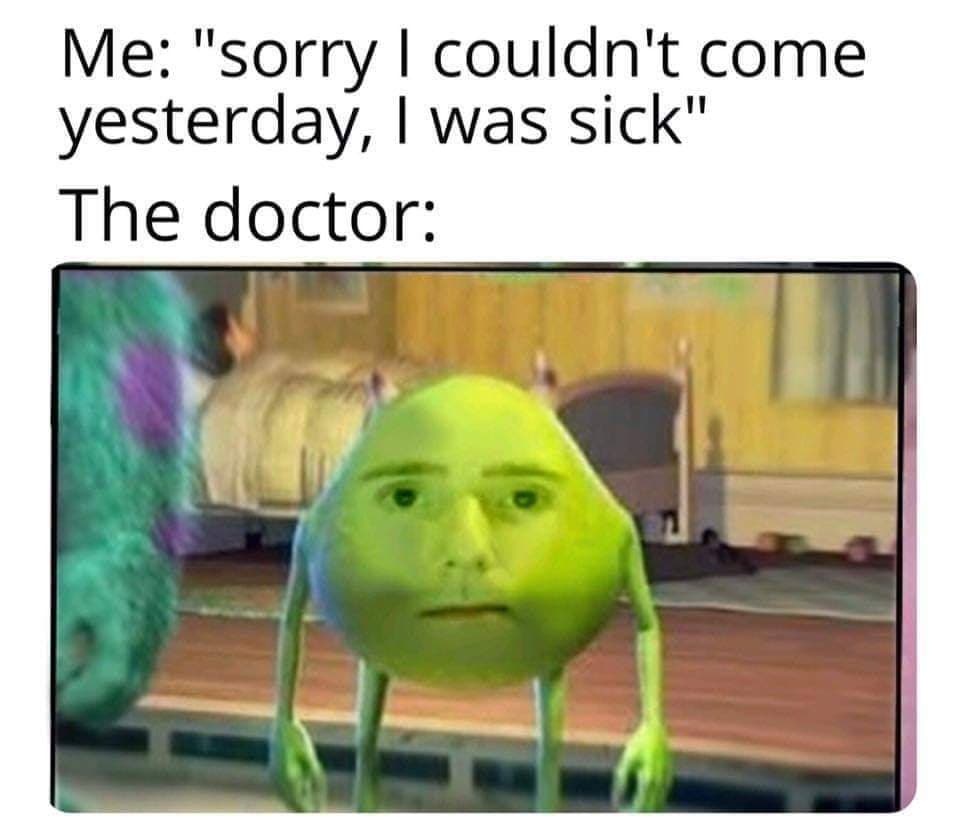 Me: "sorry I couldn't come
yesterday, I was sick"
The doctor: